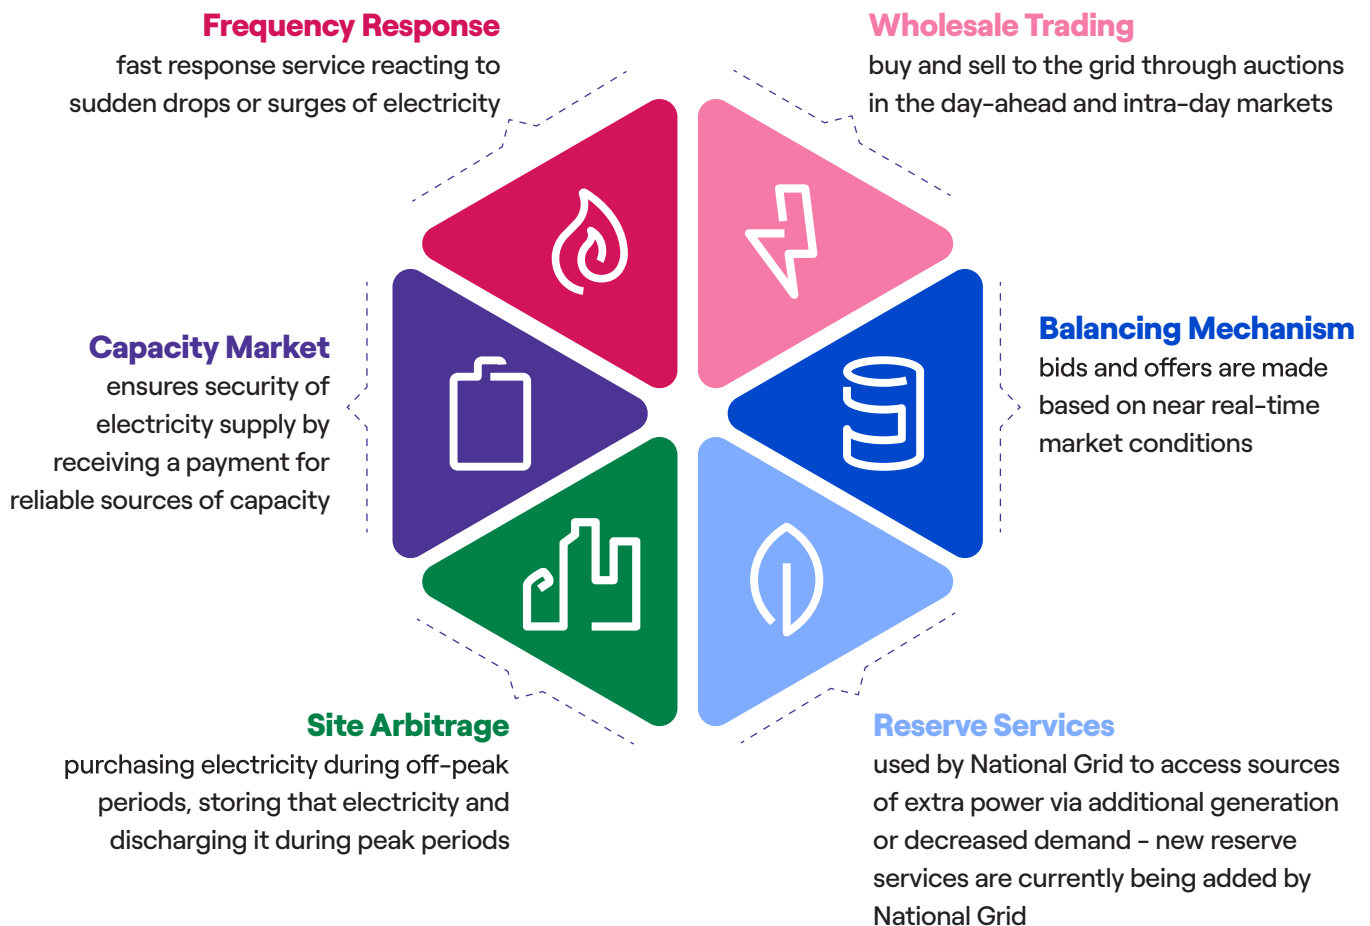 Frequency Response
fast response service reacting to
sudden drops or surges of electricity
Wholesale Trading
buy and sell to the grid through auctions
in the day-ahead and intra-day markets
Capacity Market
ensures security of
electricity supply by
receiving a payment for
reliable sources of capacity
Balancing Mechanism
bids and offers are made
based on near real-time
market conditions
Site Arbitrage
purchasing electricity during off-peak
periods, storing that electricity and
discharging it during peak periods
Reserve Services
used by National Grid to access sources
of extra power via additional generation
or decreased demand - new reserve
services are currently being added by
National Grid